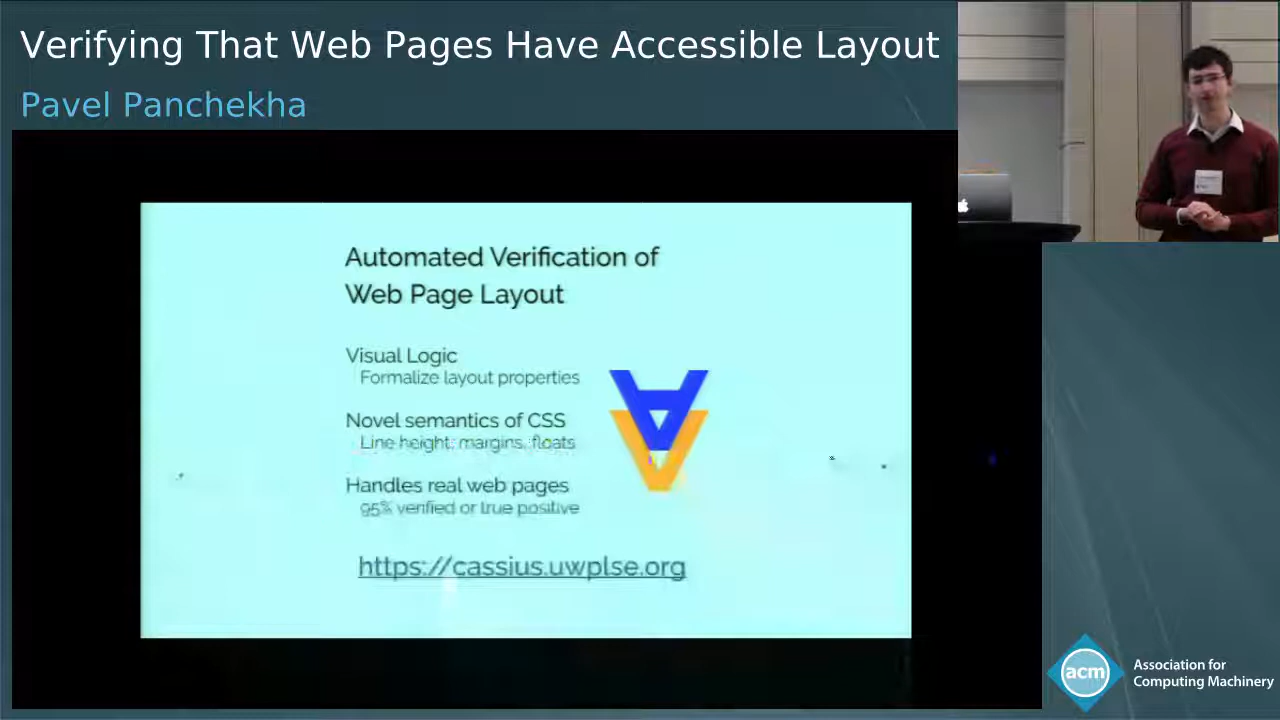 Verifying That Web Pages Have Accessible Layout
Pavel Panchekha
Automated Verification of
Web Page Layout
Visual Logic
Formalize layout properties
Novel semantics of CSS
Line height, margins, floats
Handles real web pages
95% verified or true positive
https://cassius.uwplse.org
acm
Association for
Computing Machinery